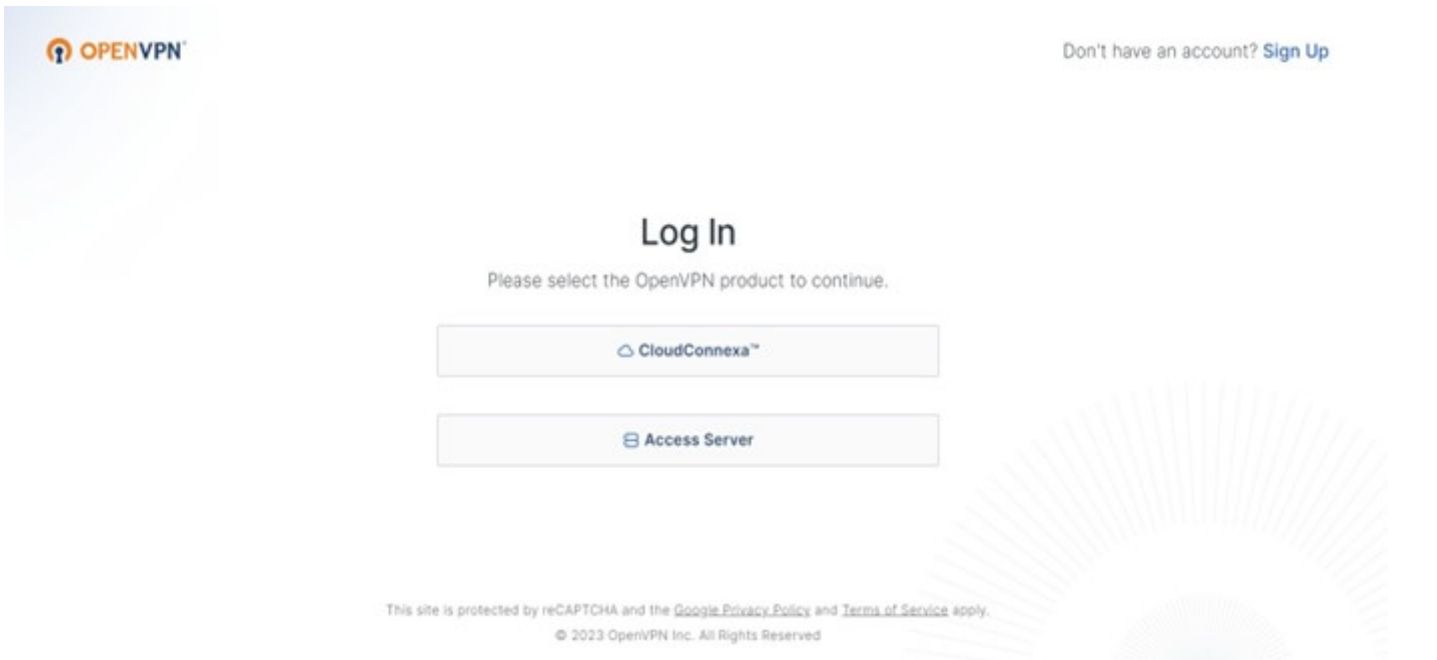 OPENVPN®
Don't have an account? Sign Up
Log In
Please select the OpenVPN product to continue.
CloudConnexa™
Access Server
This site is protected by reCAPTCHA and the Google Privacy Policy and Terms of Service apply.
© 2023 OpenVPN Inc. All Rights Reserved